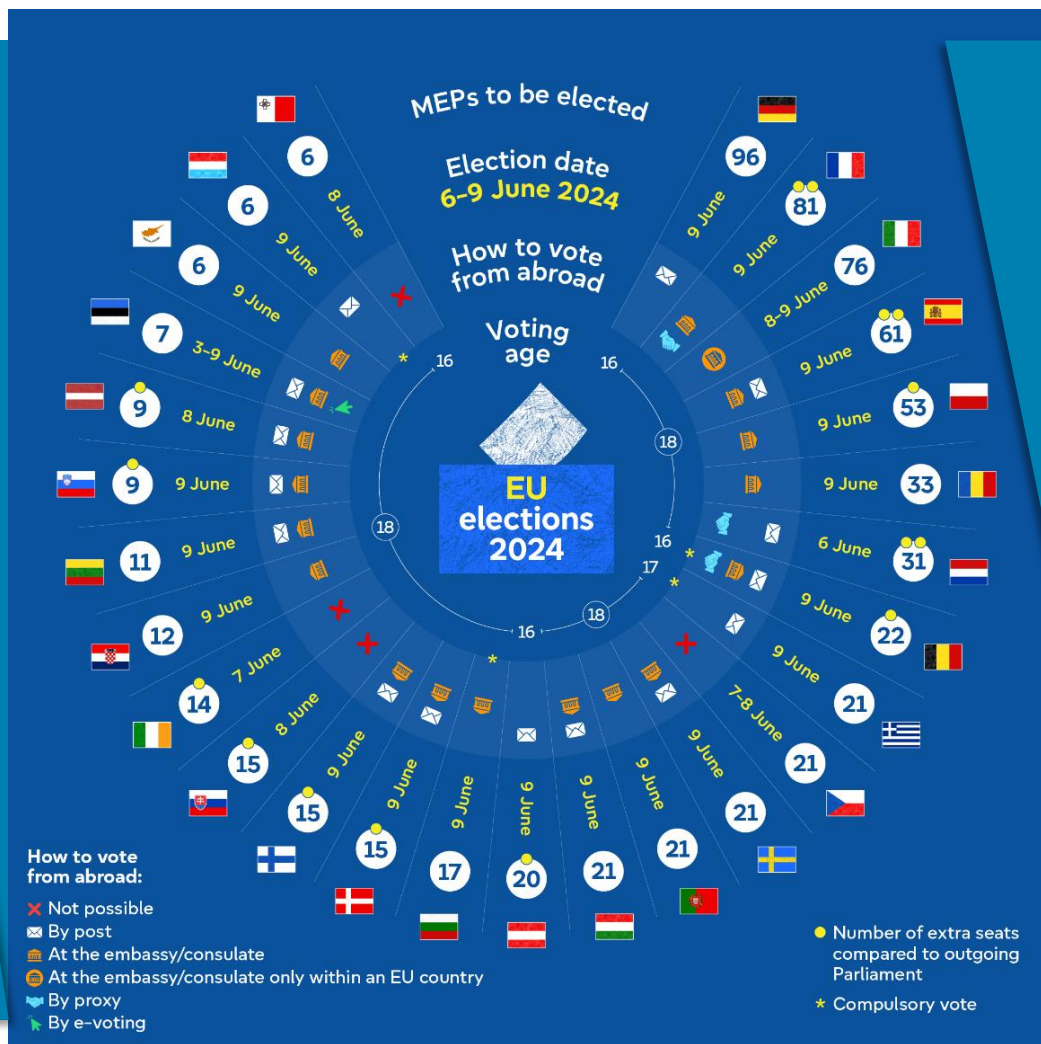 MEPs to be elected
Election date
6–9 June 2024
How to vote
from abroad
Voting
age
EU
elections
2024
96
9 June
81
9 June
76
8–9 June
61
9 June
53
9 June
33
9 June
31
6 June
22
9 June
21
9 June
21
7–8 June
21
9 June
21
9 June
21
9 June
20
9 June
17
9 June
15
9 June
15
9 June
15
8 June
14
7 June
12
9 June
11
9 June
9
9 June
9
8 June
7
3–9 June
6
9 June
6
9 June
6
8 June
16
18
16
17
18
16
18
16
How to vote
from abroad:
Not possible
By post
At the embassy/consulate
At the embassy/consulate only within an EU country
By proxy
By e-voting
Number of extra seats
compared to outgoing
Parliament
* Compulsory vote